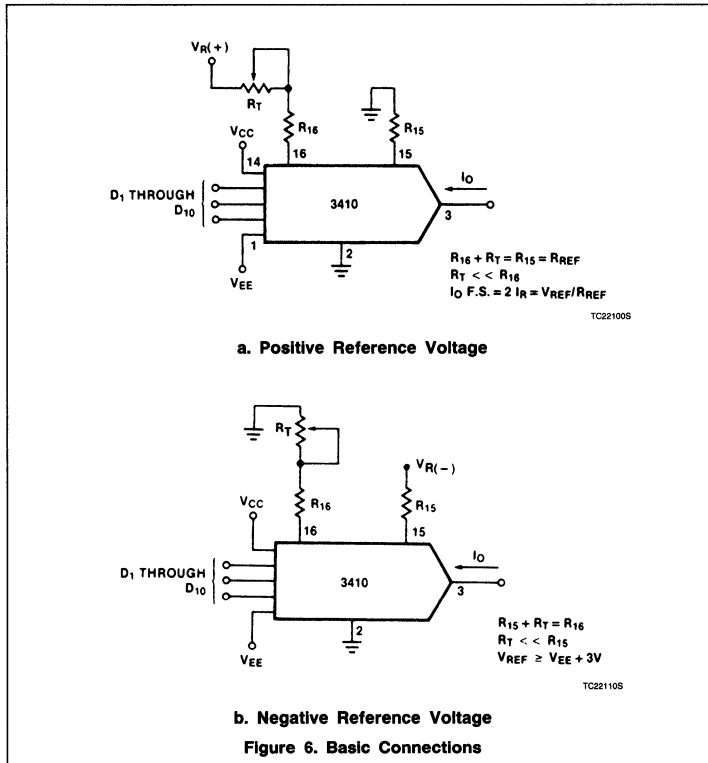 VR(+)
RT
R16
R15
VCC
14
16
15
IO
D1 THROUGH
D10
3410
3
1
2
VEE
R16 + RT = R15 = RREF
RT << R16
IO F.S. = 2 IR = VREF/RREF
TC22100S
a. Positive Reference Voltage
RT
VR(−)
R16
R15
VCC
16
15
IO
D1 THROUGH
D10
3410
3
2
VEE
R15 + RT = R16
RT << R15
VREF ≥ VEE + 3V
TC22110S
b. Negative Reference Voltage
Figure 6. Basic Connections